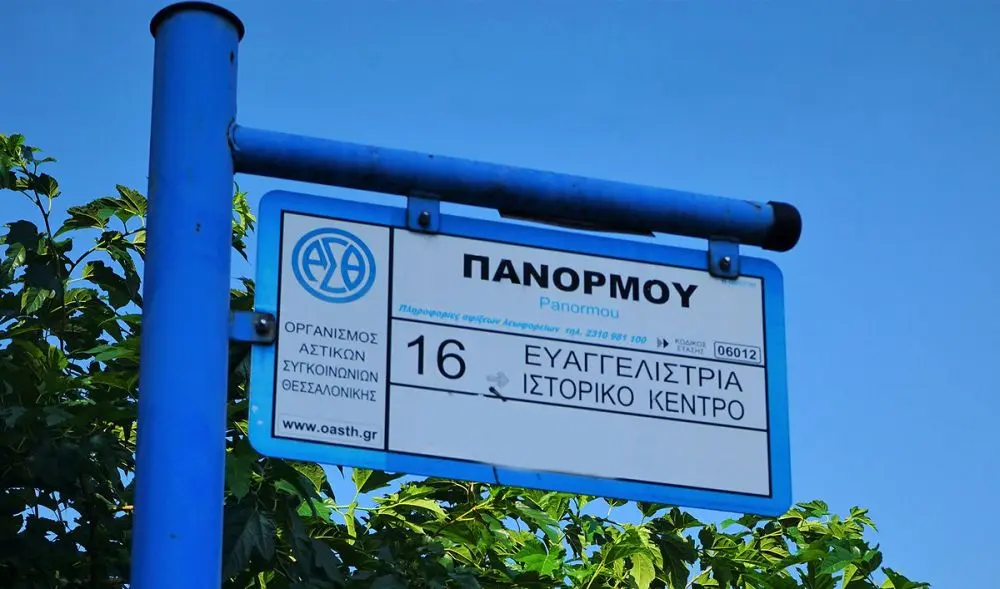 ΑΣΘ
ΟΡΓΑΝΙΣΜΟΣ
ΑΣΤΙΚΩΝ
ΣΥΓΚΟΙΝΩΝΙΩΝ
ΘΕΣΣΑΛΟΝΙΚΗΣ
www.oasth.gr
ΠΑΝΟΡΜΟΥ
Panormou
Πληροφορίες αφίξεων λεωφορείων τηλ. 2310 981 100
ΚΩΔΙΚΟΣ
ΣΤΑΣΗΣ
06012
16
ΕΥΑΓΓΕΛΙΣΤΡΙΑ
ΙΣΤΟΡΙΚΟ ΚΕΝΤΡΟ